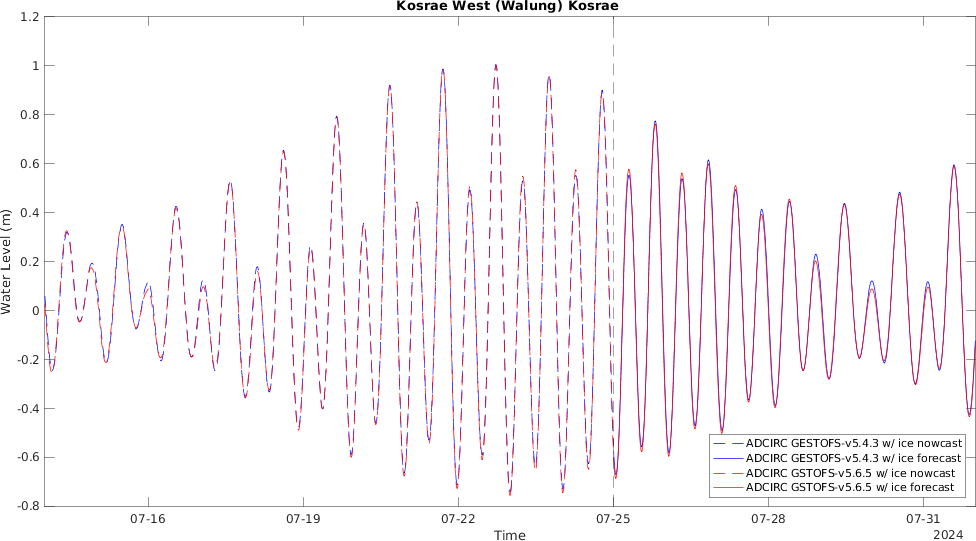 Kosrae West (Walung) Kosrae
1.2
1
0.8
0.6
0.4
0.2
0
-0.2
-0.4
-0.6
-0.8
Water Level (m)
07-16
07-19
07-22
07-25
07-28
07-31
Time
2024
ADCIRC GESTOFS-v5.4.3 w/ ice nowcast
ADCIRC GESTOFS-v5.4.3 w/ ice forecast
ADCIRC GSTOFS-v5.6.5 w/ ice nowcast
ADCIRC GSTOFS-v5.6.5 w/ ice forecast